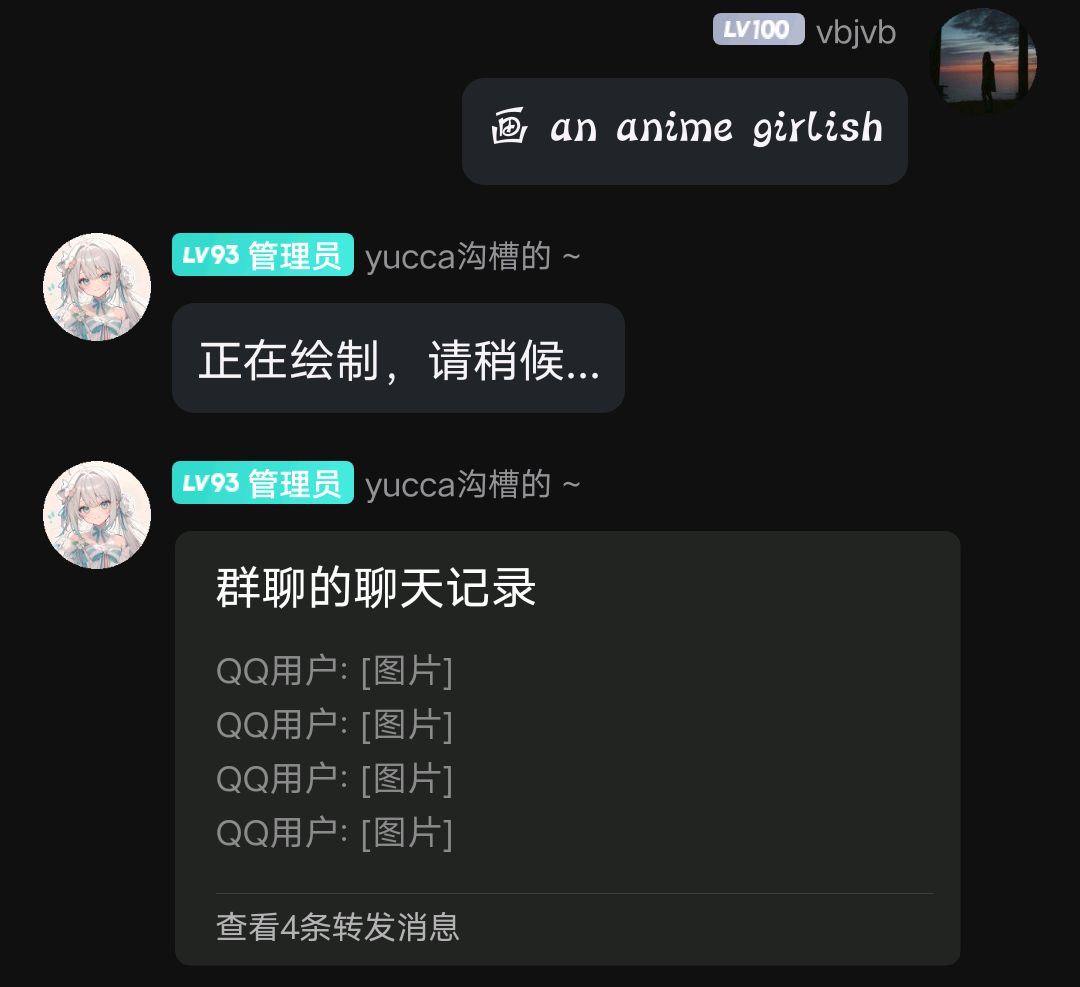 LV100 vbjvb
画 an anime girlish
LV93 管理员 yucca沟槽的 ~
正在绘制，请稍候...
LV93 管理员 yucca沟槽的 ~
群聊的聊天记录
QQ用户: [图片]
QQ用户: [图片]
QQ用户: [图片]
QQ用户: [图片]
查看4条转发消息